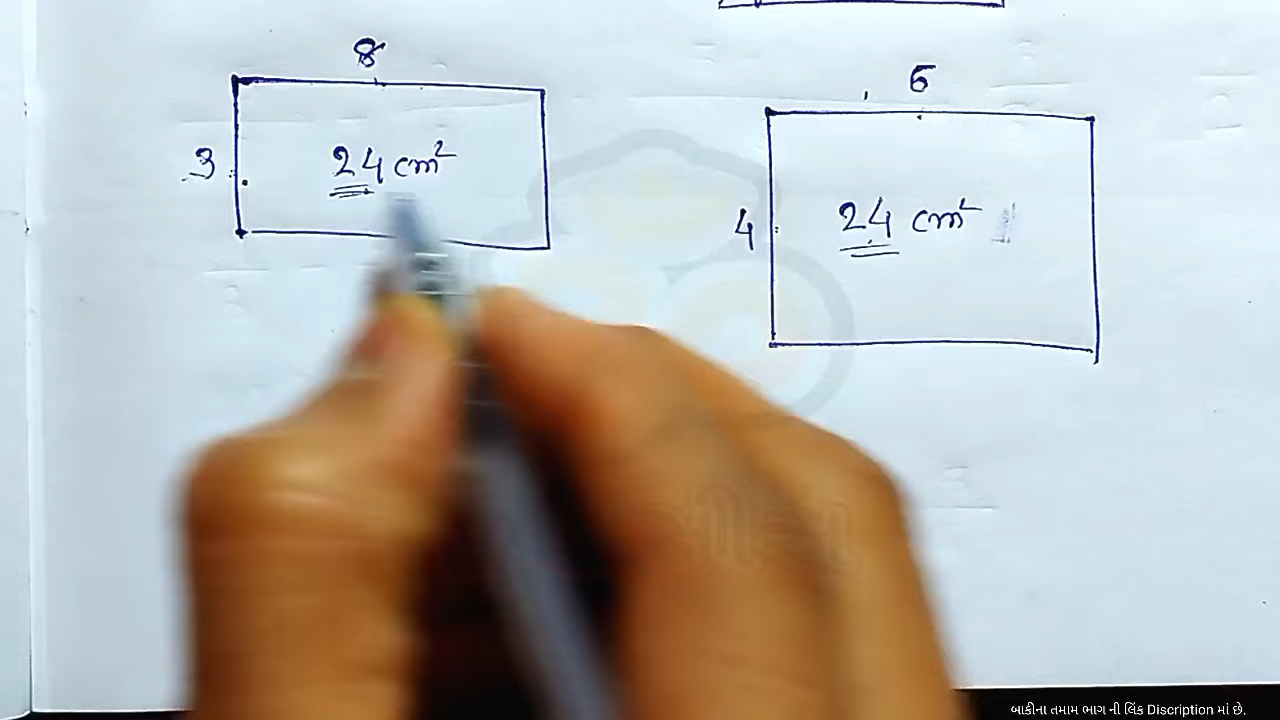 8
3
24 cm²
6
4
24 cm²
બાકીના તમામ ભાગ ની લિંક Discription માં છે.